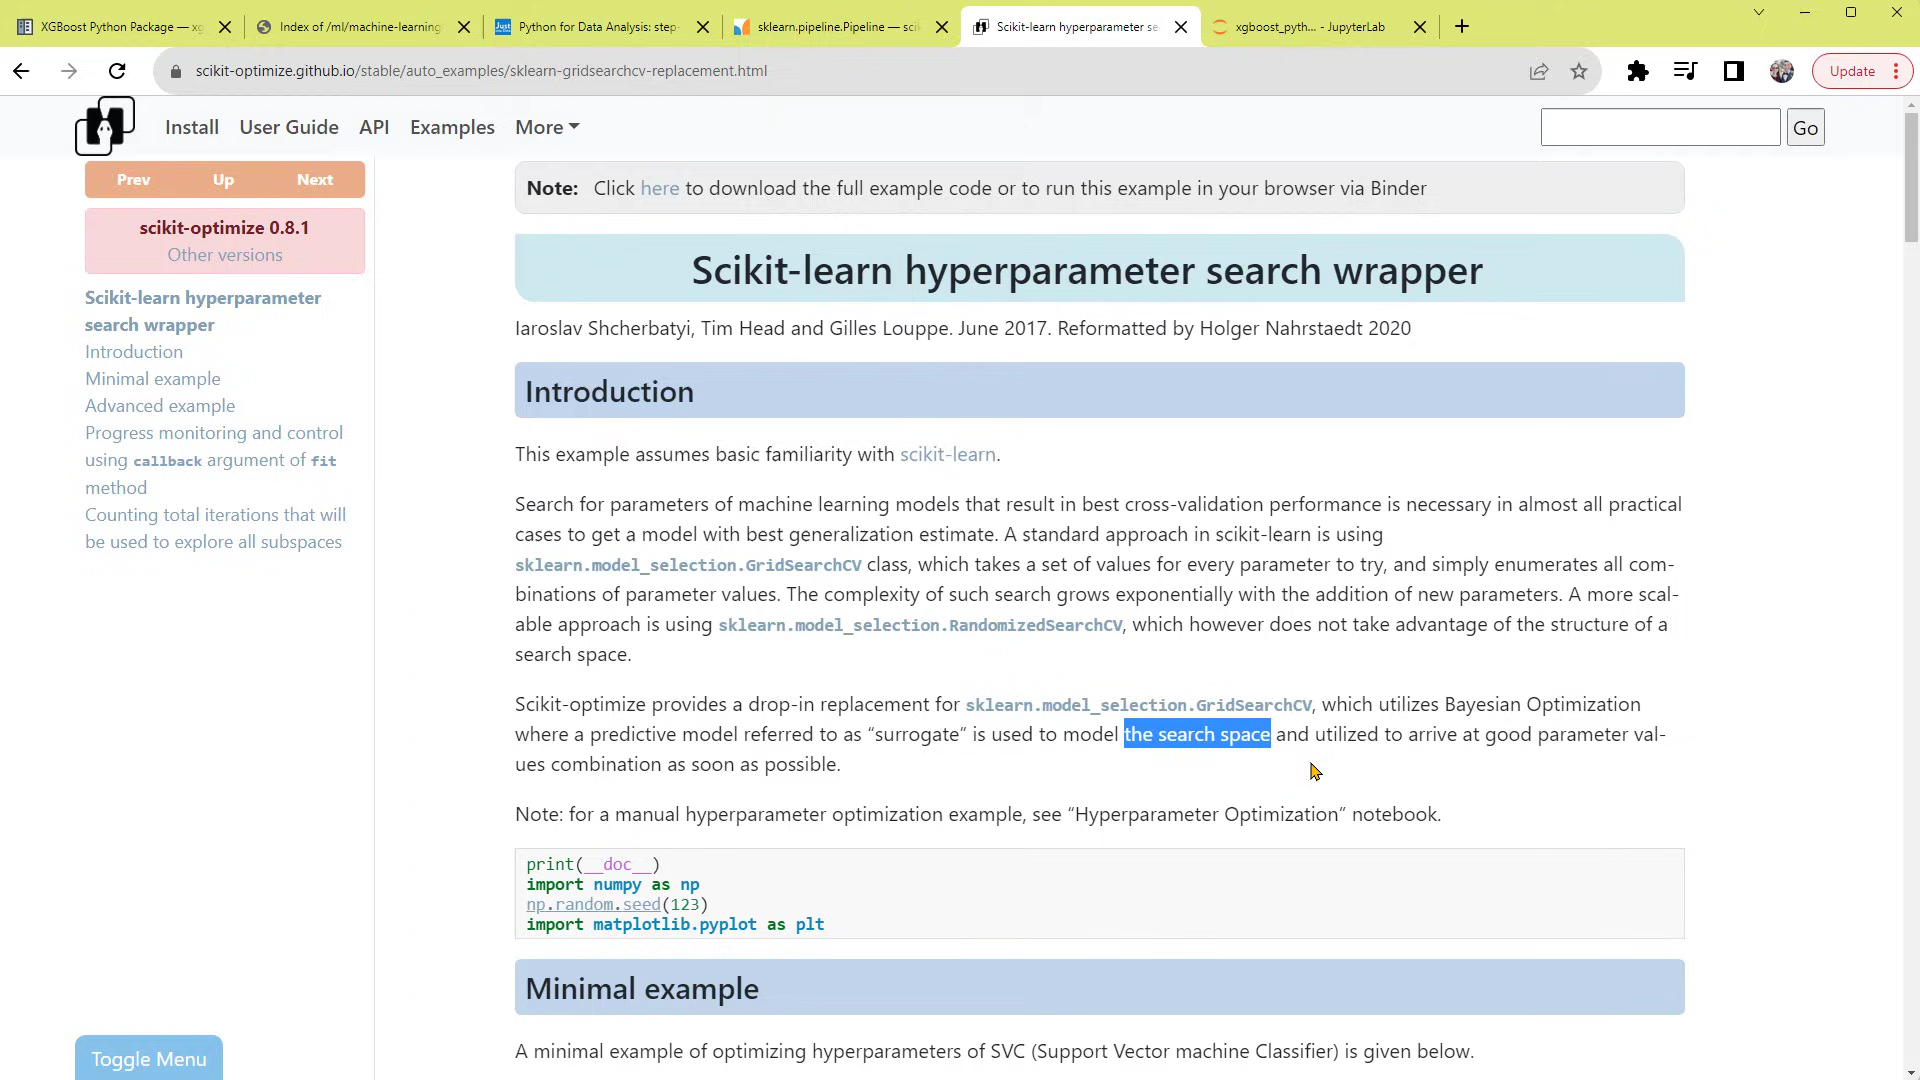 XGBoost Python Package — xg
Index of /ml/machine-learning
Python for Data Analysis: step-
sklearn.pipeline.Pipeline — scik
Scikit-learn hyperparameter se
xgboost_pyth... - JupyterLab
scikit-optimize.github.io/stable/auto_examples/sklearn-gridsearchcv-replacement.html
Update
Install User Guide API Examples More
Go
Prev Up Next
scikit-optimize 0.8.1
Other versions
Scikit-learn hyperparameter
search wrapper
Introduction
Minimal example
Advanced example
Progress monitoring and control
using callback argument of fit
method
Counting total iterations that will
be used to explore all subspaces
Toggle Menu
Note: Click here to download the full example code or to run this example in your browser via Binder
Scikit-learn hyperparameter search wrapper
Iaroslav Shcherbatyi, Tim Head and Gilles Louppe. June 2017. Reformatted by Holger Nahrstaedt 2020
Introduction
This example assumes basic familiarity with scikit-learn.
Search for parameters of machine learning models that result in best cross-validation performance is necessary in almost all practical
cases to get a model with best generalization estimate. A standard approach in scikit-learn is using
sklearn.model_selection.GridSearchCV class, which takes a set of values for every parameter to try, and simply enumerates all com-
binations of parameter values. The complexity of such search grows exponentially with the addition of new parameters. A more scal-
able approach is using sklearn.model_selection.RandomizedSearchCV, which however does not take advantage of the structure of a
search space.
Scikit-optimize provides a drop-in replacement for sklearn.model_selection.GridSearchCV, which utilizes Bayesian Optimization
where a predictive model referred to as “surrogate” is used to model the search space and utilized to arrive at good parameter val-
ues combination as soon as possible.
Note: for a manual hyperparameter optimization example, see “Hyperparameter Optimization” notebook.
print(__doc__)
import numpy as np
np.random.seed(123)
import matplotlib.pyplot as plt
Minimal example
A minimal example of optimizing hyperparameters of SVC (Support Vector machine Classifier) is given below.